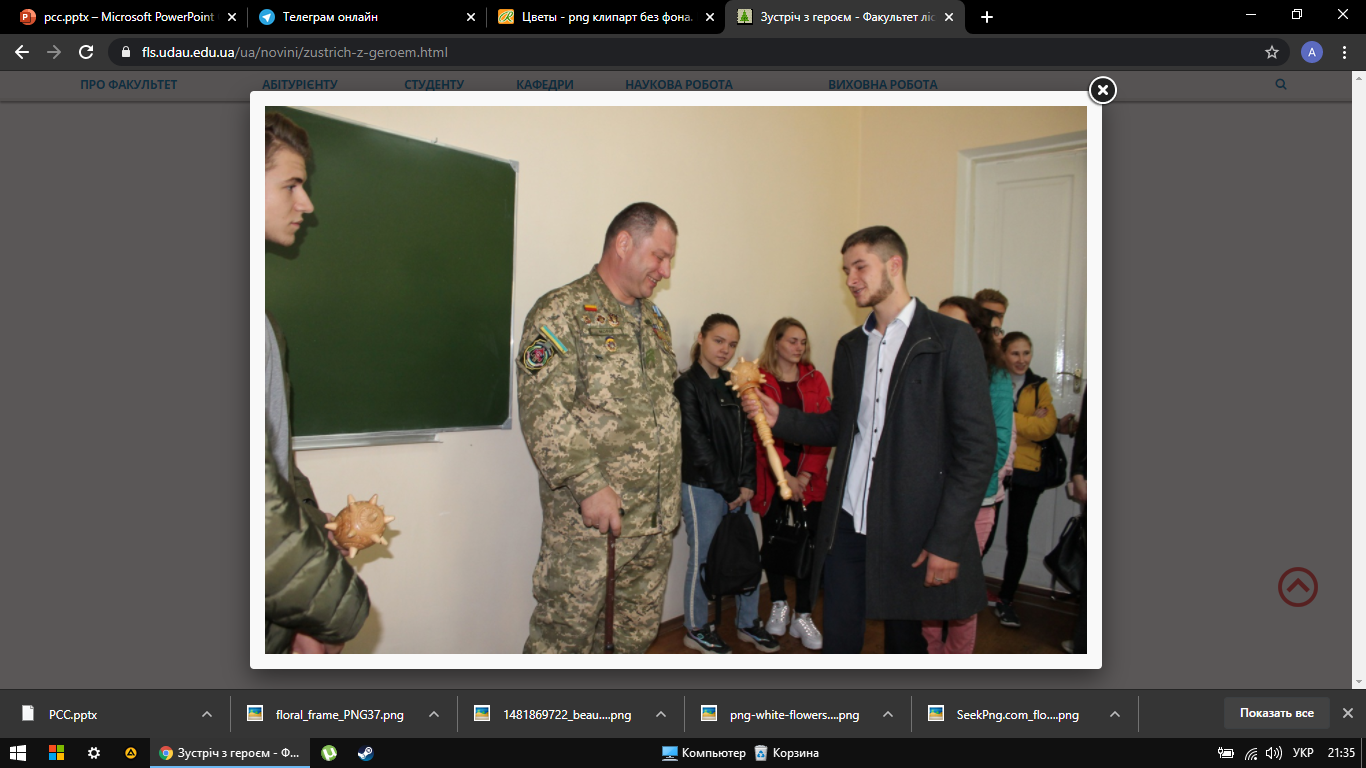 pcc.pptx – Microsoft PowerPoint
Телеграм онлайн
Цветы - png клипарт без фона.
Зустріч з героєм - Факультет ліс
fls.udau.edu.ua/ua/novini/zustrich-z-geroem.html
A
ПРО ФАКУЛЬТЕТ АБІТУРІЄНТУ СТУДЕНТУ КАФЕДРИ НАУКОВА РОБОТА ВИХОВНА РОБОТА
PCC.pptx
floral_frame_PNG37.png
1481869722_beau....png
png-white-flowers....png
SeekPng.com_flo....png
Показать все
Зустріч з героєм - Ф...
Компьютер
Корзина
УКР
21:35